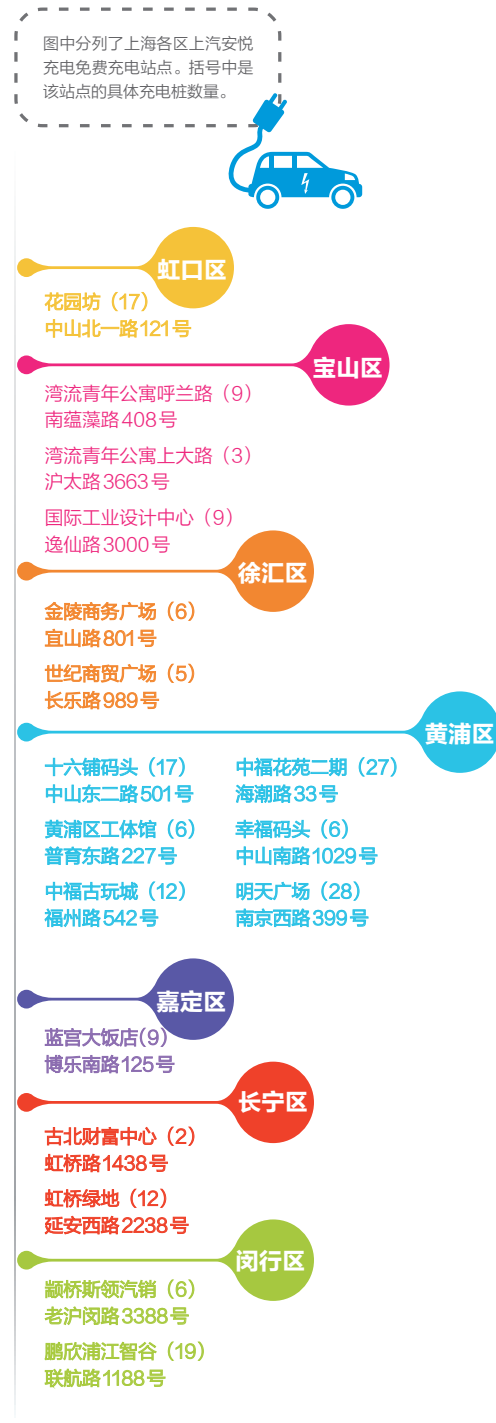 图中分列了上海各区上汽安悦
充电免费充电站点。括号中是
该站点的具体充电桩数量。
虹口区
花园坊（17）
中山北一路121号
宝山区
湾流青年公寓呼兰路（9）
南蕴藻路408号
湾流青年公寓上大路（3）
沪太路3663号
国际工业设计中心（9）
逸仙路3000号
徐汇区
金陵商务广场（6）
宜山路801号
世纪商贸广场（5）
长乐路989号
黄浦区
十六铺码头（17）
中山东二路501号
黄浦区工体馆（6）
普育东路227号
中福古玩城（12）
福州路542号
中福花苑二期（27）
海潮路33号
幸福码头（6）
中山南路1029号
明天广场（28）
南京西路399号
嘉定区
蓝宫大饭店(9)
博乐南路125号
长宁区
古北财富中心（2）
虹桥路1438号
虹桥绿地（12）
延安西路2238号
闵行区
颛桥斯领汽销（6）
老沪闵路3388号
鹏欣浦江智谷（19）
联航路1188号